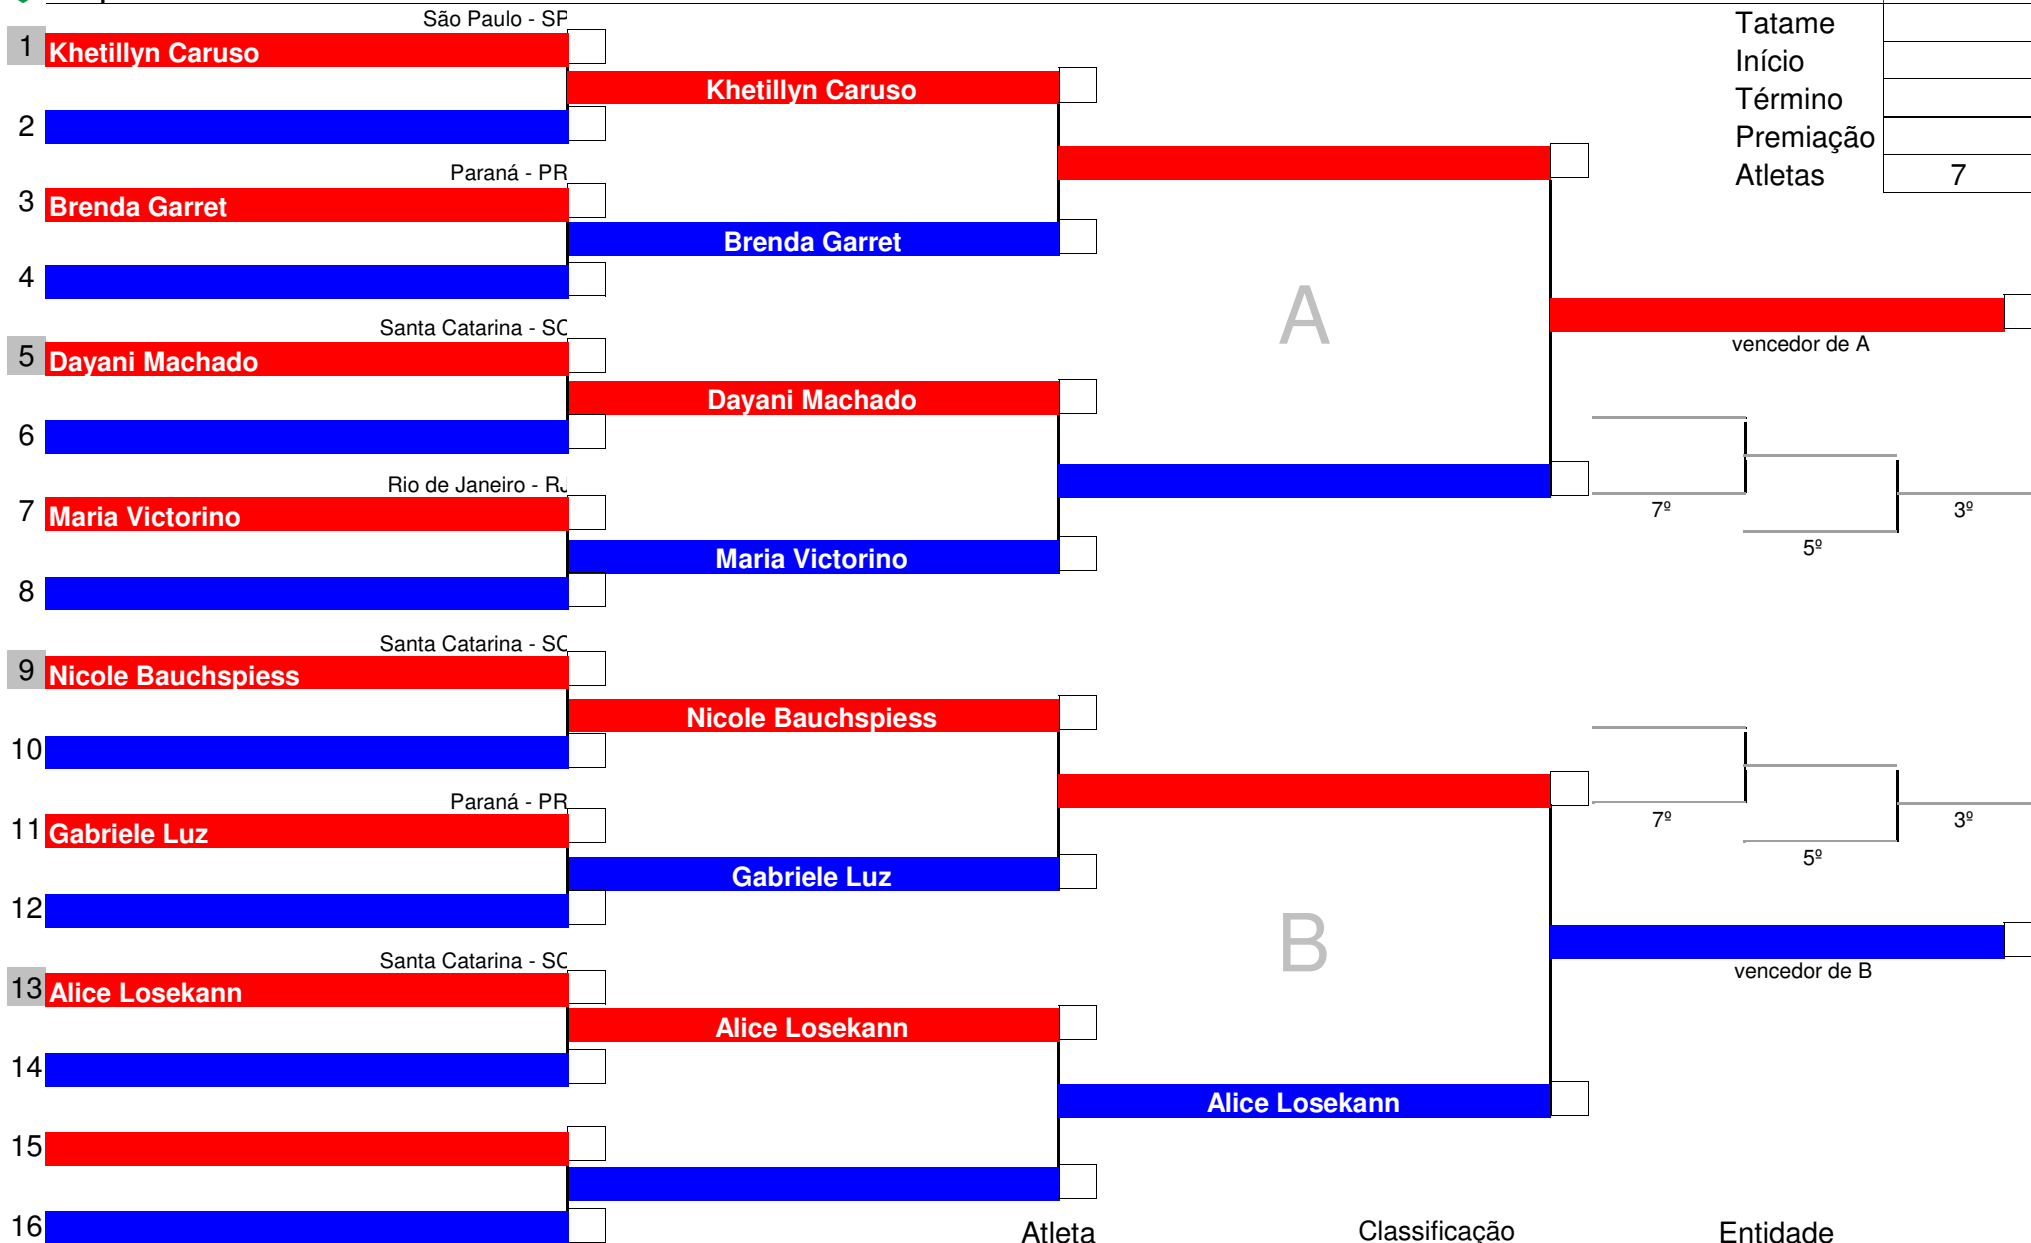 São Paulo - SP
1 Khetillyn Caruso
Khetillyn Caruso
2
Paraná - PR
3 Brenda Garret
Brenda Garret
4
Santa Catarina - SC
5 Dayani Machado
Dayani Machado
6
Rio de Janeiro - RJ
7 Maria Victorino
Maria Victorino
8
Santa Catarina - SC
9 Nicole Bauchspiess
Nicole Bauchspiess
10
Paraná - PR
11 Gabriele Luz
Gabriele Luz
12
Santa Catarina - SC
13 Alice Losekann
Alice Losekann
14
Alice Losekann
15
16
A
B
Tatame
Início
Término
Premiação
Atletas 7
vencedor de A
7º
3º
5º
7º
3º
5º
vencedor de B
Atleta Classificação Entidade